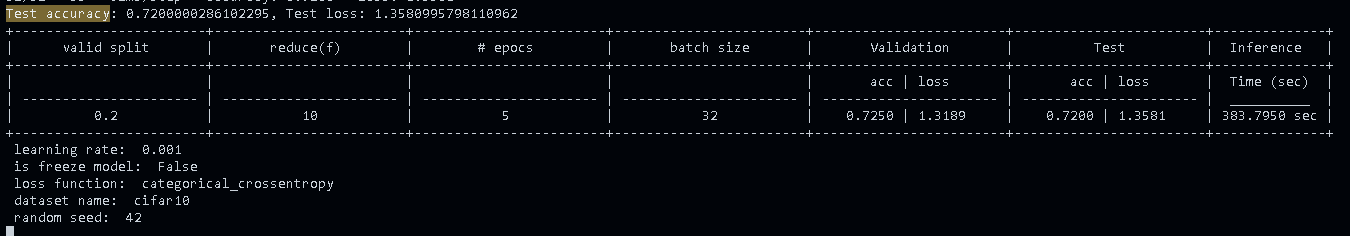 Test accuracy: 0.7200000286102295, Test loss: 1.3580995798110962
| valid split | reduce(f) | # epocs | batch size | Validation | Test | Inference |
| | | | | acc | loss | acc | loss | Time (sec) |
| 0.2 | 10 | 5 | 32 | 0.7250 | 1.3189 | 0.7200 | 1.3581 | 383.7950 sec |
learning rate: 0.001
is freeze model: False
loss function: categorical_crossentropy
dataset name: cifar10
random seed: 42